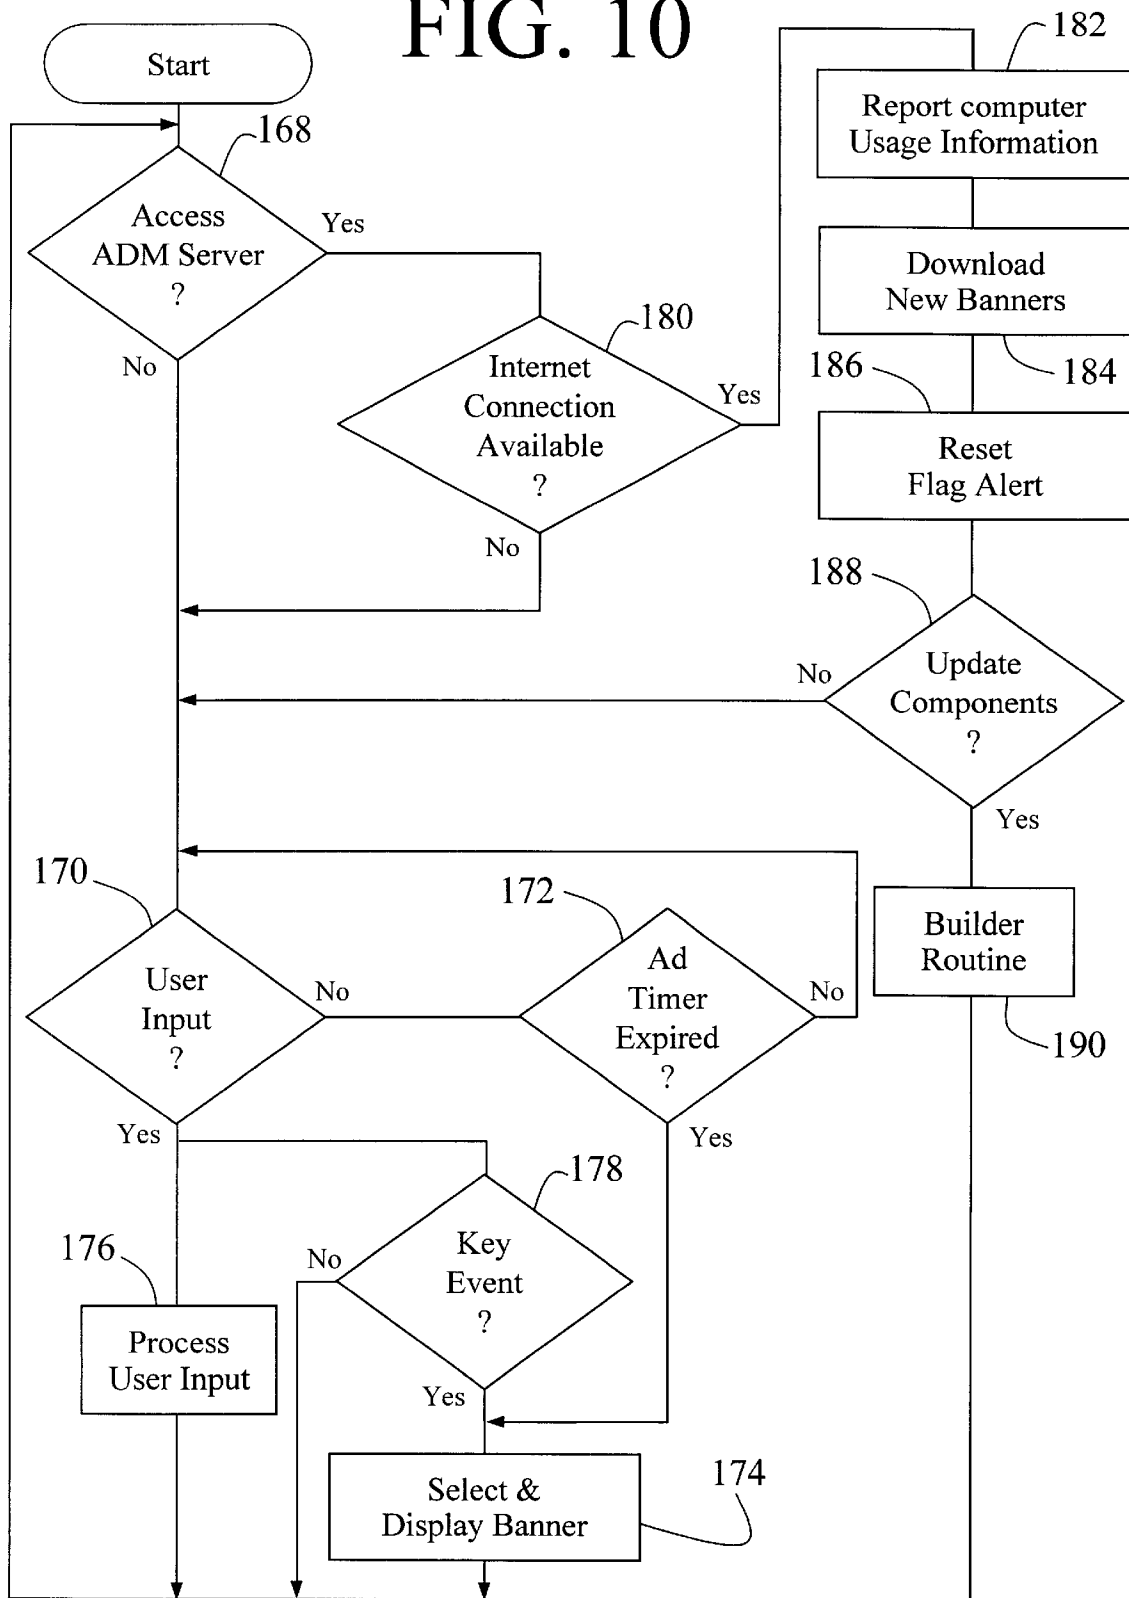 FIG. 10
Start
168
Access
ADM Server
?
Yes
No
180
Internet
Connection
Available
?
Yes
No
182
Report computer
Usage Information
Download
New Banners
184
186
Reset
Flag Alert
188
Update
Components
?
No
Yes
Builder
Routine
190
170
User
Input
?
No
Yes
172
Ad
Timer
Expired
?
No
Yes
178
Key
Event
?
No
Yes
176
Process
User Input
Select &
Display Banner
174